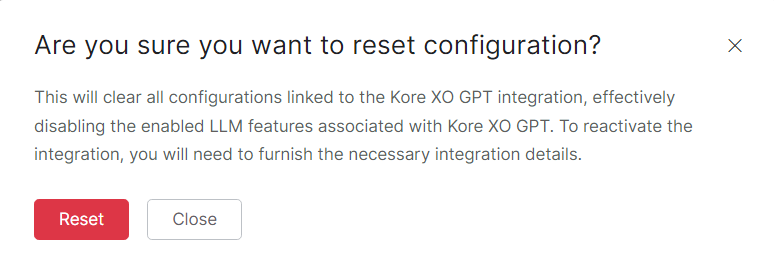 Are you sure you want to reset configuration?
This will clear all configurations linked to the Kore XO GPT integration, effectively
disabling the enabled LLM features associated with Kore XO GPT. To reactivate the
integration, you will need to furnish the necessary integration details.
Reset
Close